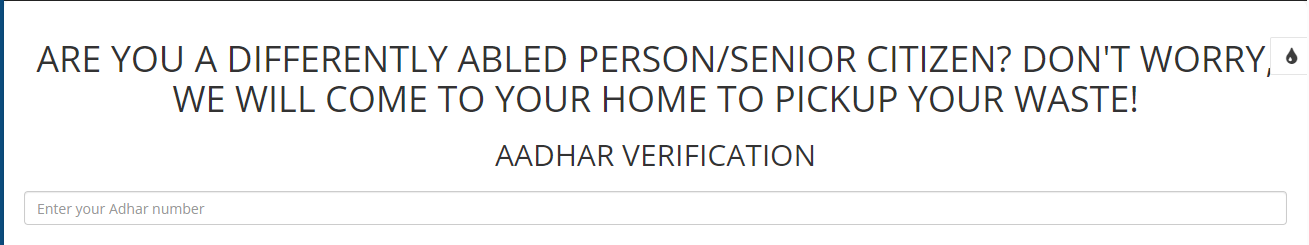 ARE YOU A DIFFERENTLY ABLED PERSON/SENIOR CITIZEN? DON'T WORRY,
WE WILL COME TO YOUR HOME TO PICKUP YOUR WASTE!
AADHAR VERIFICATION
Enter your Adhar number